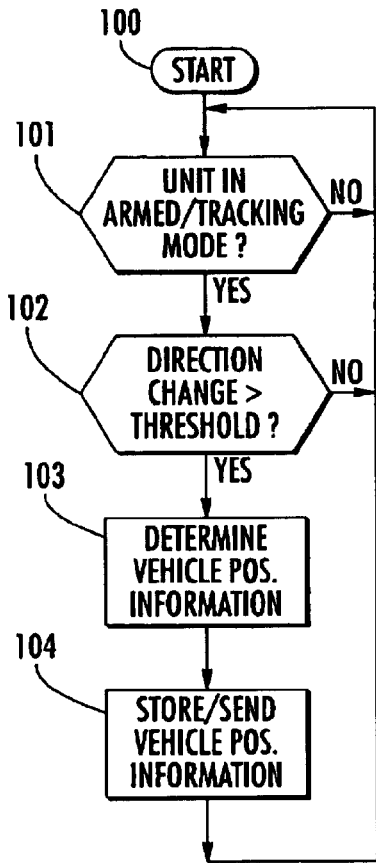 100
START
101
UNIT IN
ARMED/TRACKING
MODE ?
NO
YES
102
DIRECTION
CHANGE >
THRESHOLD ?
NO
YES
103
DETERMINE
VEHICLE POS.
INFORMATION
104
STORE/SEND
VEHICLE POS.
INFORMATION